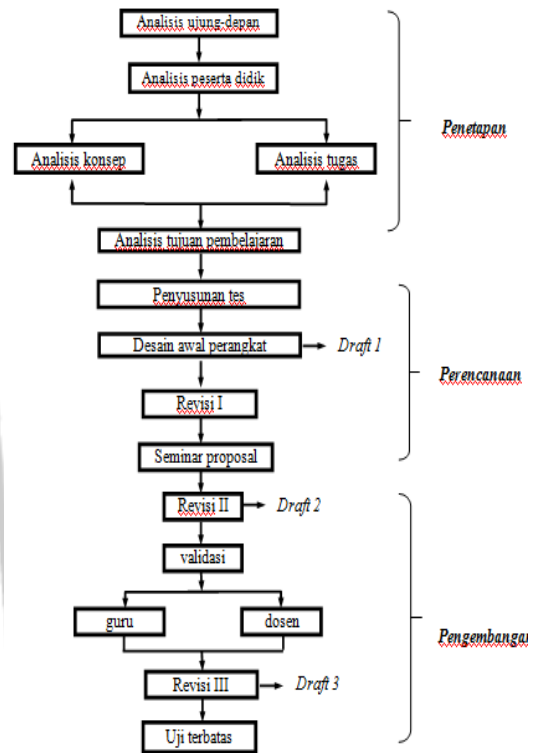 Analisis ujung-depan
Analisis peserta didik
Penetapan
Analisis konsep
Analisis tugas
Analisis tujuan pembelajaran
Penyusunan tes
Desain awal perangkat
Draft 1
Perencanaan
Revisi I
Seminar proposal
Revisi II
Draft 2
validasi
guru
dosen
Pengembangan
Revisi III
Draft 3
Uji terbatas